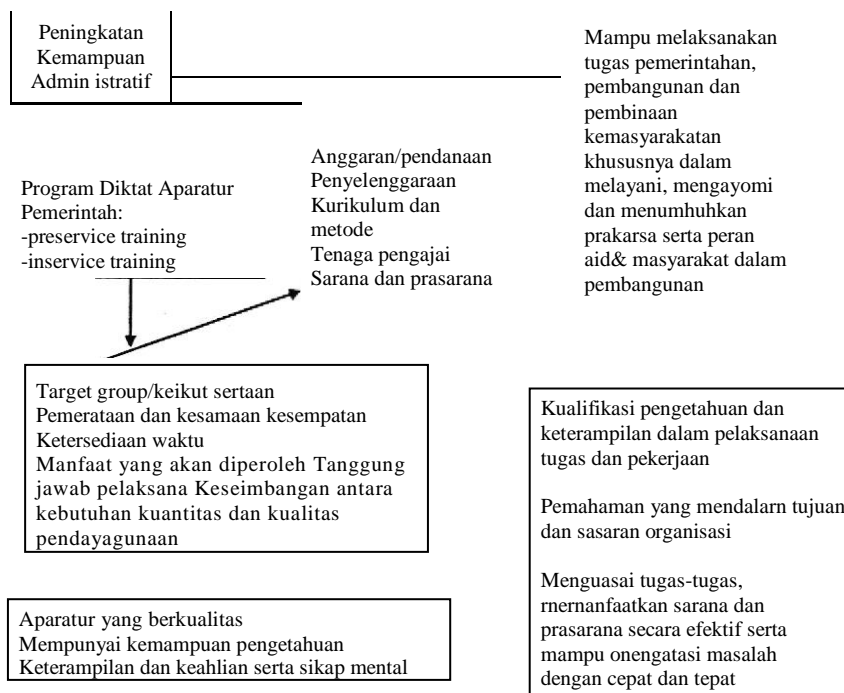 Peningkatan
Kemampuan
Admin istratif
Mampu melaksanakan
tugas pemerintahan,
pembangunan dan
pembinaan
kemasyarakatan
khususnya dalam
melayani, mengayomi
dan menumhuhkan
prakarsa serta peran
aid& masyarakat dalam
pembangunan
Anggaran/pendanaan
Penyelenggaraan
Kurikulum dan
metode
Tenaga pengajai
Sarana dan prasarana
Program Diktat Aparatur
Pemerintah:
-preservice training
-inservice training
Target group/keikut sertaan
Pemerataan dan kesamaan kesempatan
Ketersediaan waktu
Manfaat yang akan diperoleh Tanggung
jawab pelaksana Keseimbangan antara
kebutuhan kuantitas dan kualitas
pendayagunaan
Kualifikasi pengetahuan dan
keterampilan dalam pelaksanaan
tugas dan pekerjaan
Pemahaman yang mendalarn tujuan
dan sasaran organisasi
Menguasai tugas-tugas,
rnernanfaatkan sarana dan
prasarana secara efektif serta
mampu onengatasi masalah
dengan cepat dan tepat
Aparatur yang berkualitas
Mempunyai kemampuan pengetahuan
Keterampilan dan keahlian serta sikap mental